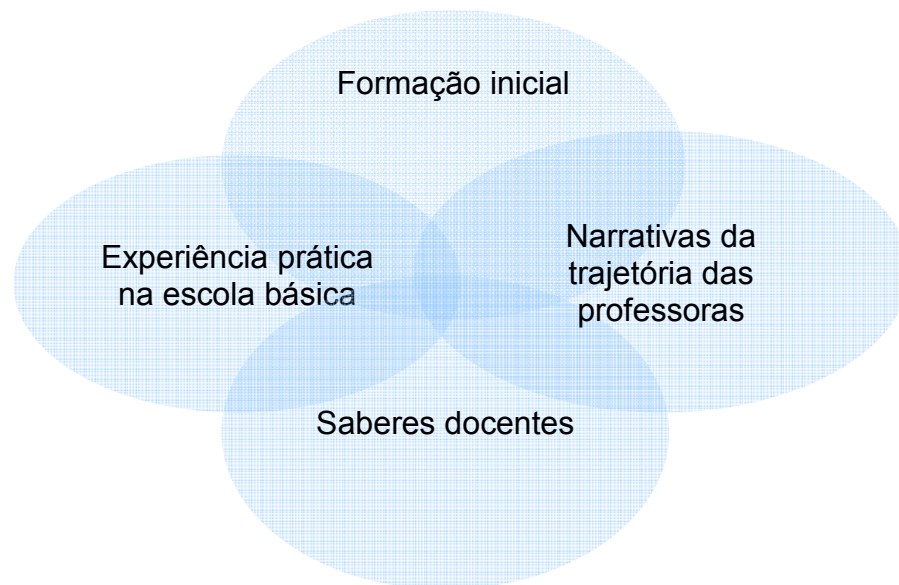 Formação inicial
Experiência prática
na escola básica
Narrativas da
trajetória das
professoras
Saberes docentes